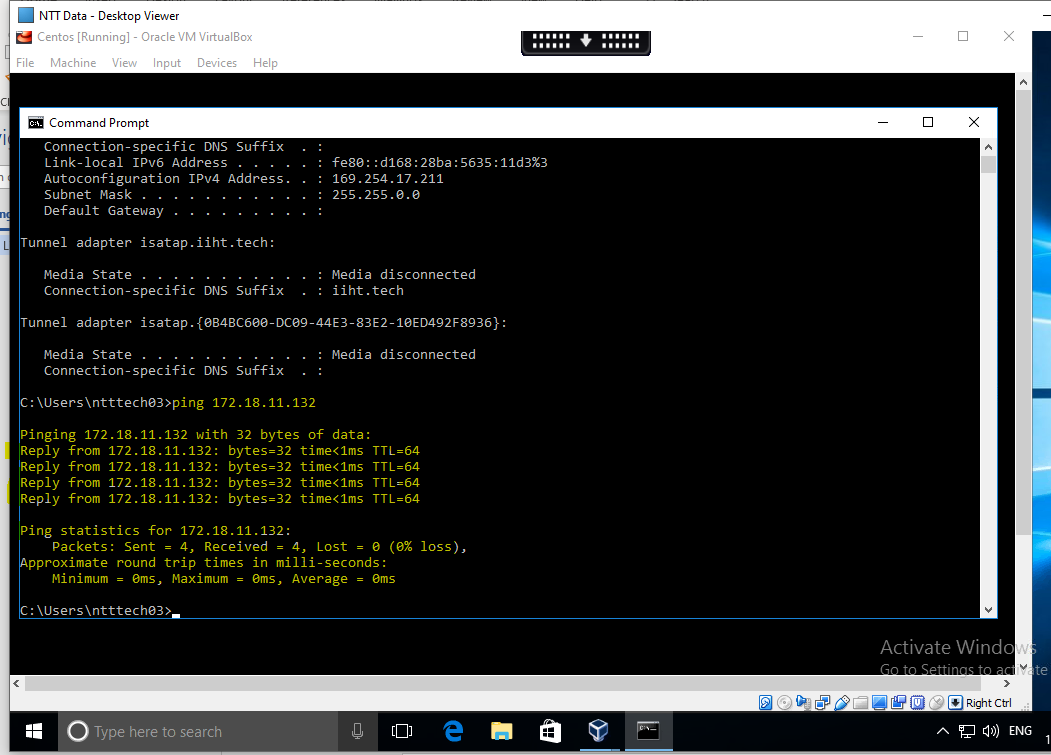 NTT Data - Desktop Viewer
Centos [Running] - Oracle VM VirtualBox
File Machine View Input Devices Help
Command Prompt
Connection-specific DNS Suffix . :
Link-local IPv6 Address . . . . . : fe80::d168:28ba:5635:11d3%3
Autoconfiguration IPv4 Address. . : 169.254.17.211
Subnet Mask . . . . . . . . . . . : 255.255.0.0
Default Gateway . . . . . . . . . :
Tunnel adapter isatap.iiht.tech:
Media State . . . . . . . . . . . : Media disconnected
Connection-specific DNS Suffix . : iiht.tech
Tunnel adapter isatap.{0B4BC600-DC09-44E3-83E2-10ED492F8936}:
Media State . . . . . . . . . . . : Media disconnected
Connection-specific DNS Suffix . :
C:\Users\ntttech03>ping 172.18.11.132
Pinging 172.18.11.132 with 32 bytes of data:
Reply from 172.18.11.132: bytes=32 time<1ms TTL=64
Reply from 172.18.11.132: bytes=32 time<1ms TTL=64
Reply from 172.18.11.132: bytes=32 time<1ms TTL=64
Reply from 172.18.11.132: bytes=32 time<1ms TTL=64
Ping statistics for 172.18.11.132:
Packets: Sent = 4, Received = 4, Lost = 0 (0% loss),
Approximate round trip times in milli-seconds:
Minimum = 0ms, Maximum = 0ms, Average = 0ms
C:\Users\ntttech03>
Activate Windows
Go to Settings to activate
Right Ctrl
Type here to search
ENG